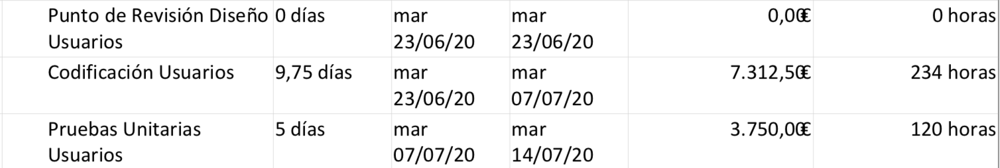 Punto de Revisión Diseño 0 días mar mar 0,00€ 0 horas
Usuarios 23/06/20 23/06/20
Codificación Usuarios 9,75 días mar mar 7.312,50€ 234 horas
23/06/20 07/07/20
Pruebas Unitarias 5 días mar mar 3.750,00€ 120 horas
Usuarios 07/07/20 14/07/20